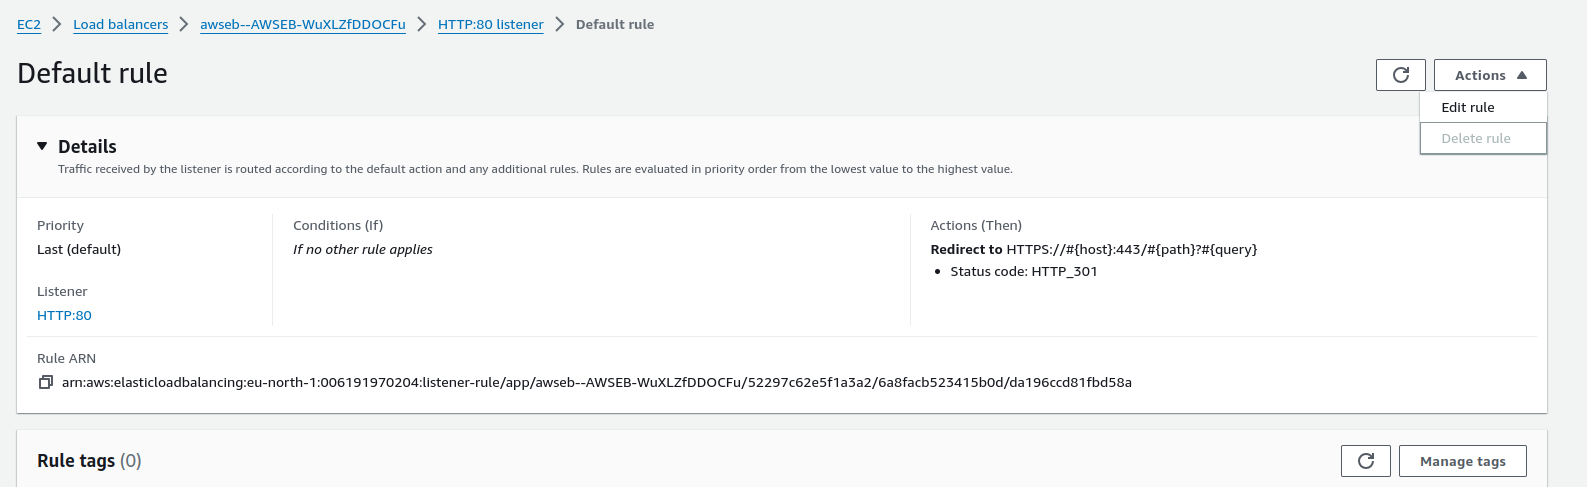 EC2 > Load balancers > awseb--AWSEB-WuXLZfDDOCFu > HTTP:80 listener > Default rule
Default rule
Actions
Edit rule
Delete rule
Details
Traffic received by the listener is routed according to the default action and any additional rules. Rules are evaluated in priority order from the lowest value to the highest value.
Priority
Last (default)
Listener
HTTP:80
Conditions (If)
If no other rule applies
Actions (Then)
Redirect to HTTPS://#{host}:443/#{path}?#{query}
• Status code: HTTP_301
Rule ARN
arn:aws:elasticloadbalancing:eu-north-1:006191970204:listener-rule/app/awseb--AWSEB-WuXLZfDDOCFu/52297c62e5f1a3a2/6a8facb523415b0d/da196ccd81fbd58a
Rule tags (0)
Manage tags